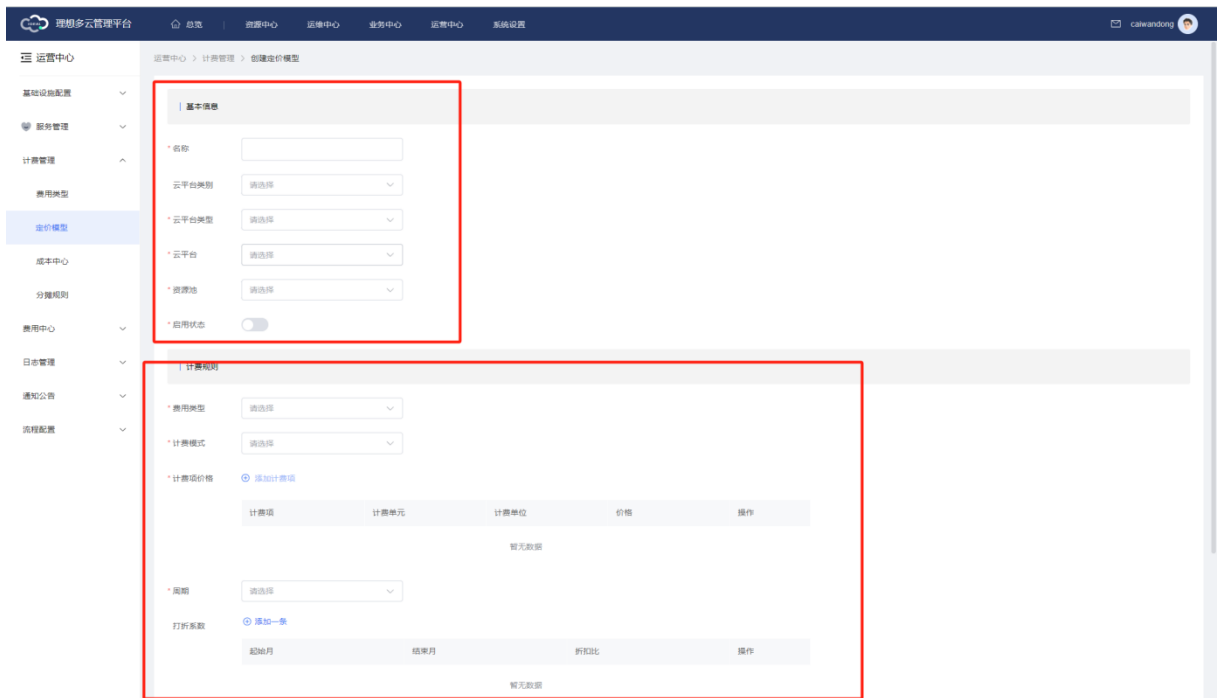 理想多云管理平台 总览 资源中心 运维中心 业务中心 运营中心 系统设置 caiwandong
运营中心
运营中心 > 计费管理 > 创建定价模型
基础设施配置
服务管理
计费管理
费用类型
定价模型
成本中心
分摊规则
费用中心
日志管理
通知公告
流程配置
基本信息
* 名称
云平台类别 请选择
* 云平台类型 请选择
* 云平台 请选择
* 资源池 请选择
* 启用状态
计费规则
* 费用类型 请选择
* 计费模式 请选择
* 计费项价格 添加计费项
计费项 计费单元 计费单位 价格 操作
暂无数据
* 周期 请选择
打折系数 添加一条
起始月 结束月 折扣比 操作
暂无数据